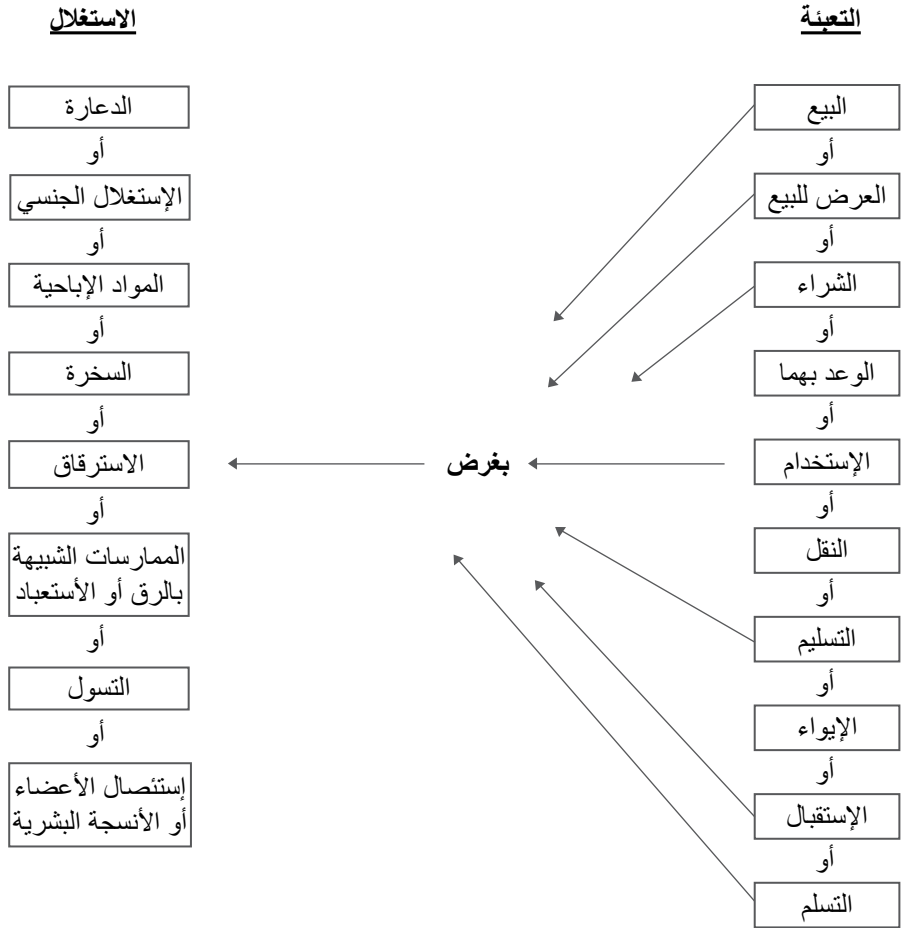 التعبئة
البيع
أو
العرض للبيع
أو
الشراء
أو
الوعد بهما
أو
الإستخدام
أو
النقل
أو
التسليم
أو
الإيواء
أو
الإستقبال
أو
التسلم
بغرض
الاستغلال
الدعارة
أو
الإستغلال الجنسي
أو
المواد الإباحية
أو
السخرة
أو
الاسترقاق
أو
الممارسات الشبيهة
بالرق أو الأستعباد
أو
التسول
أو
إستئصال الأعضاء
أو الأنسجة البشرية